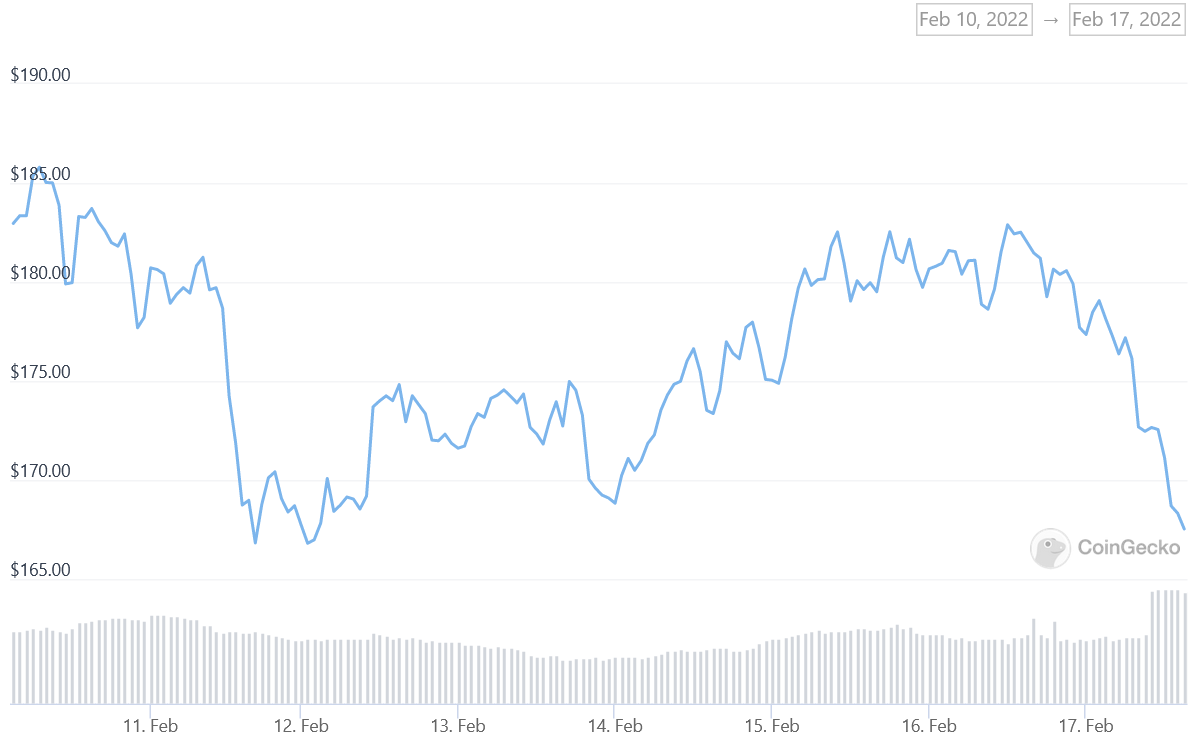 Feb 10, 2022 → Feb 17, 2022
$190.00
$185.00
$180.00
$175.00
$170.00
CoinGecko
$165.00
11. Feb 12. Feb 13. Feb 14. Feb 15. Feb 16. Feb 17. Feb